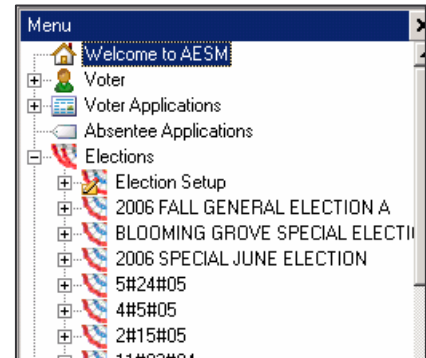 Menu
Welcome to AESM
Voter
Voter Applications
Absentee Applications
Elections
Election Setup
2006 FALL GENERAL ELECTION A
BLOOMING GROVE SPECIAL ELECTI
2006 SPECIAL JUNE ELECTION
5#24#05
4#5#05
2#15#05